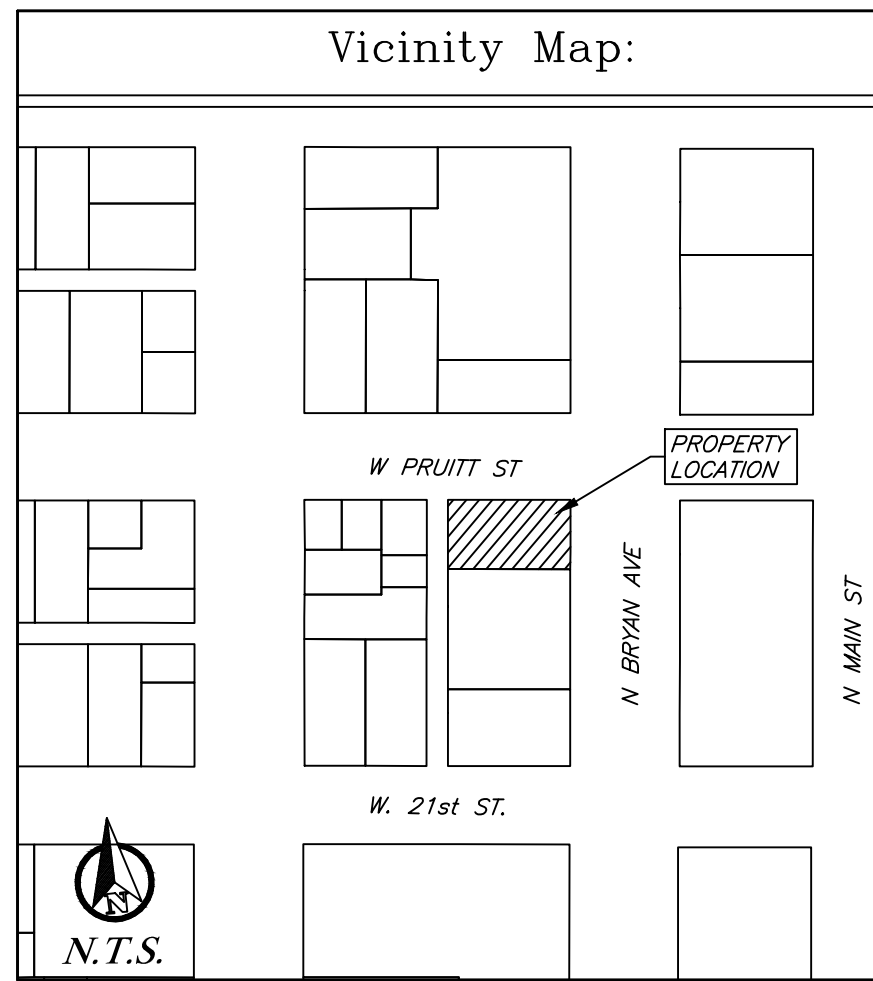 Vicinity Map:
PROPERTY
LOCATION
W PRUITT ST
N BRYAN AVE
N MAIN ST
W. 21st ST.
N
N.T.S.